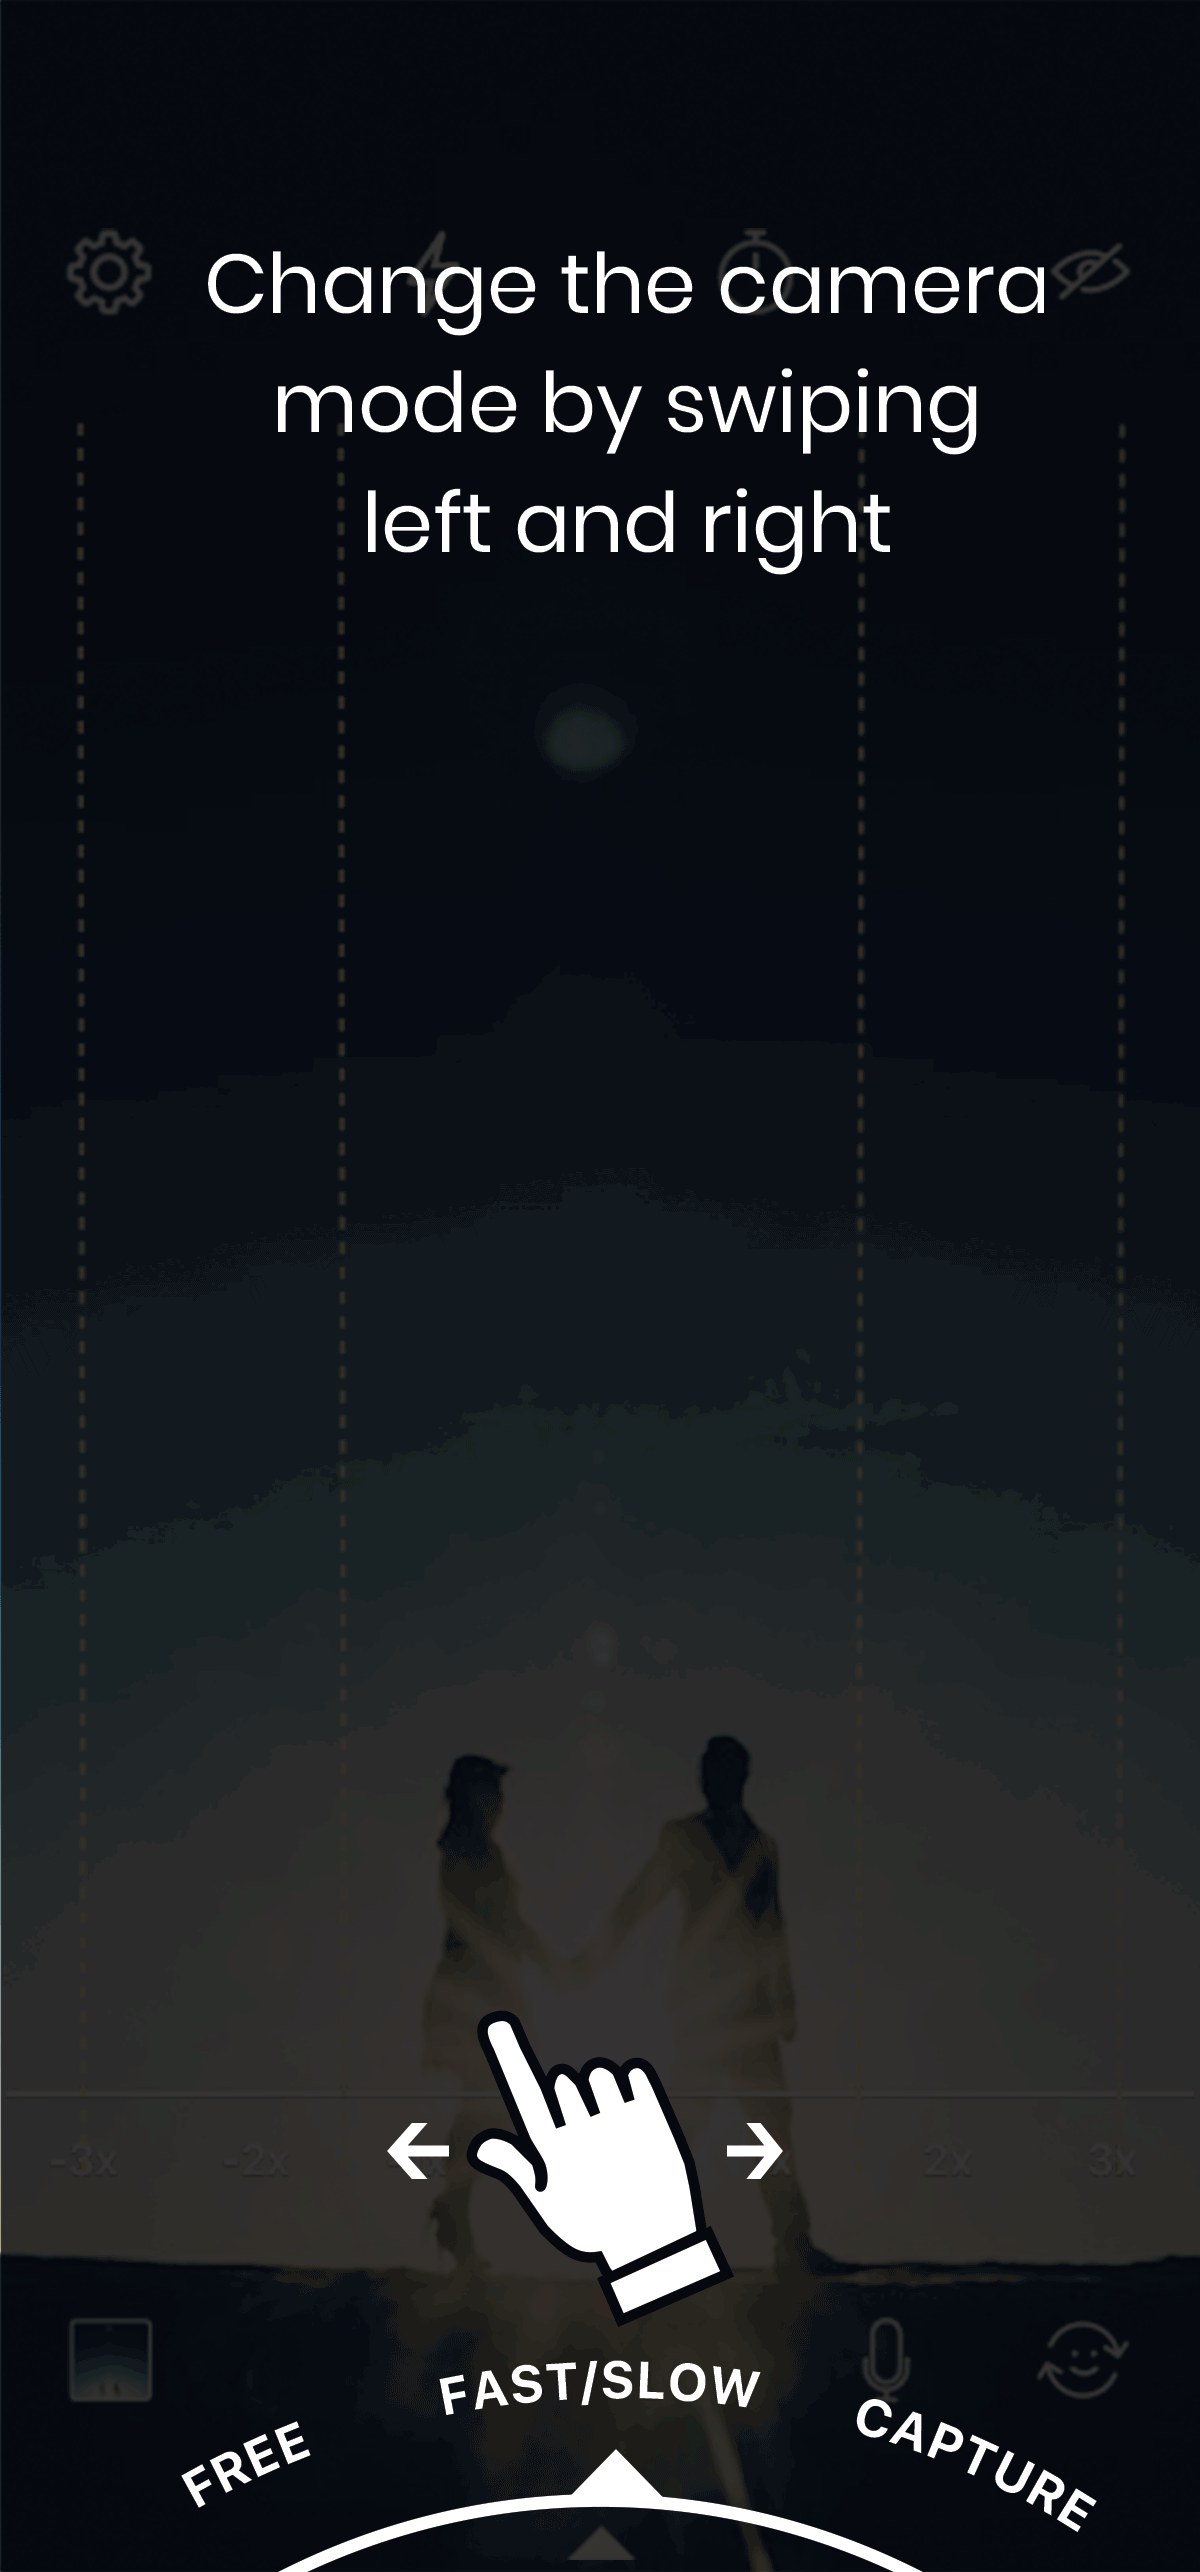 Change the camera
mode by swiping
left and right
-3x -2x x 2x 3x
FREE FAST/SLOW CAPTURE